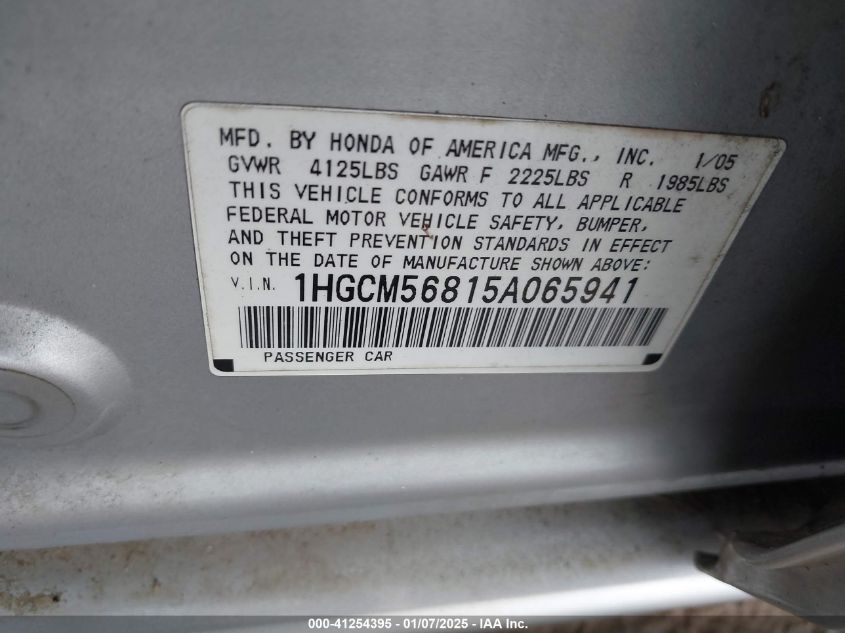 MFD. BY HONDA OF AMERICA MFG., INC. 1/05
GVWR 4125LBS GAWR F 2225LBS R 1985LBS
THIS VEHICLE CONFORMS TO ALL APPLICABLE
FEDERAL MOTOR VEHICLE SAFETY, BUMPER,
AND THEFT PREVENTION STANDARDS IN EFFECT
ON THE DATE OF MANUFACTURE SHOWN ABOVE:
V.I.N. 1HGCM56815A065941
PASSENGER CAR
000-41254395 - 01/07/2025 - IAA Inc.